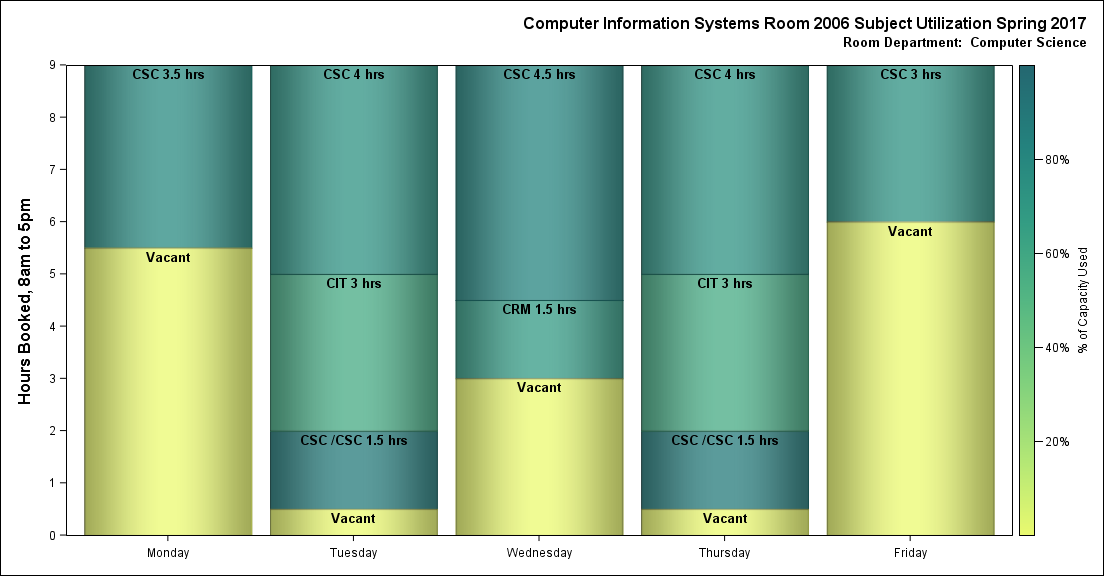 Computer Information Systems Room 2006 Subject Utilization Spring 2017
Room Department:  Computer Science
Hours Booked, 8am to 5pm
9
8
7
6
5
4
3
2
1
0
CSC 3.5 hrs
Vacant
CSC 4 hrs
CIT 3 hrs
CSC /CSC 1.5 hrs
Vacant
CSC 4.5 hrs
CRM 1.5 hrs
Vacant
CSC 4 hrs
CIT 3 hrs
CSC /CSC 1.5 hrs
Vacant
CSC 3 hrs
Vacant
Monday
Tuesday
Wednesday
Thursday
Friday
80%
60%
40%
20%
% of Capacity Used